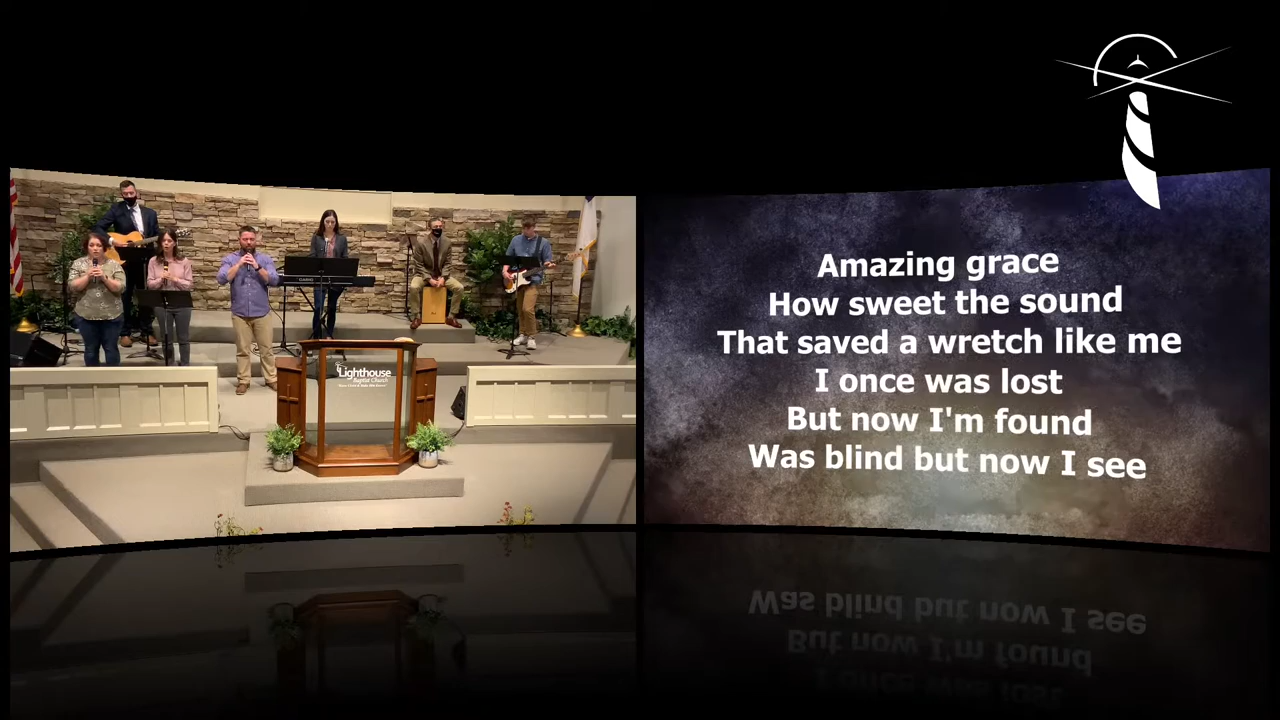 Lighthouse
Baptist Church
Amazing grace
How sweet the sound
That saved a wretch like me
I once was lost
But now I'm found
Was blind but now I see